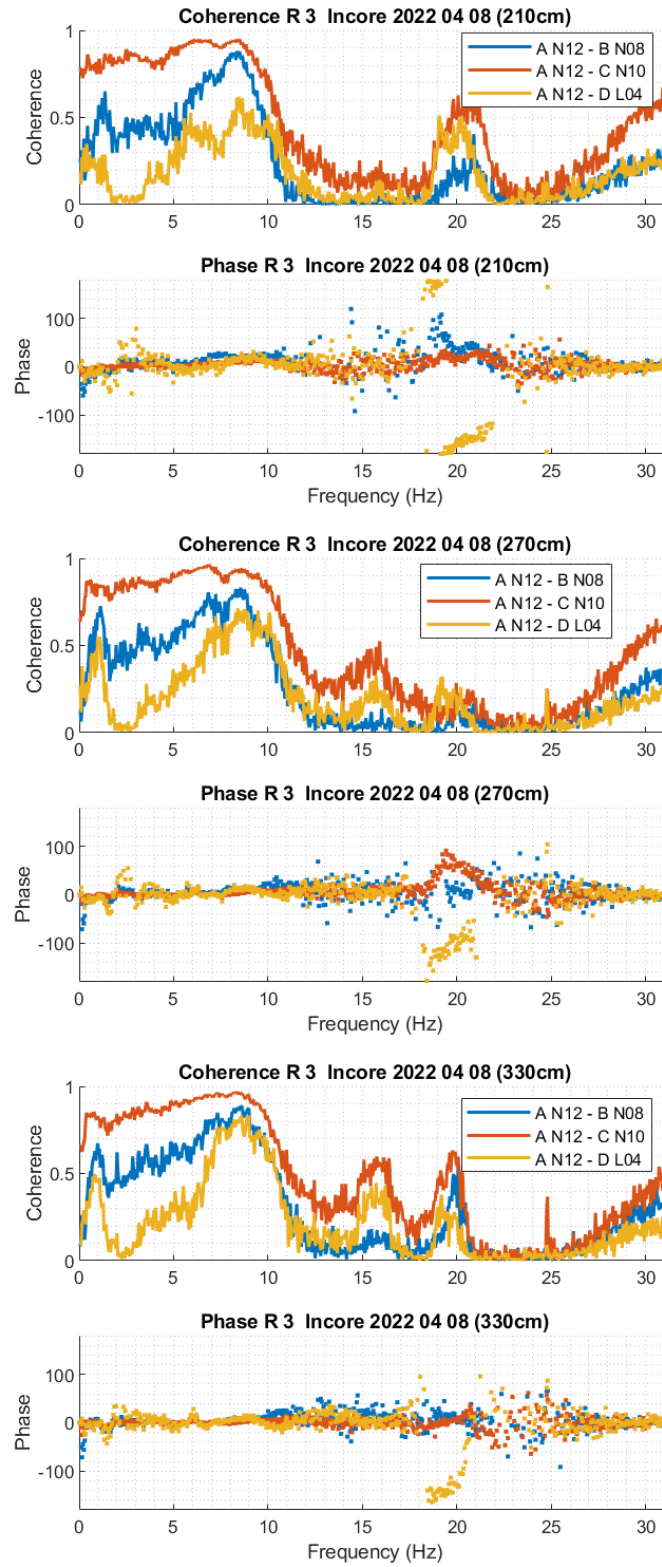 Coherence R 3  Incore 2022 04 08 (210cm)
1
0.5
0
Coherence
A N12 - B N08
A N12 - C N10
A N12 - D L04
0 5 10 15 20 25 30
Phase R 3  Incore 2022 04 08 (210cm)
100
0
-100
Phase
0 5 10 15 20 25 30
Frequency (Hz)
Coherence R 3  Incore 2022 04 08 (270cm)
1
0.5
0
Coherence
A N12 - B N08
A N12 - C N10
A N12 - D L04
0 5 10 15 20 25 30
Phase R 3  Incore 2022 04 08 (270cm)
100
0
-100
Phase
0 5 10 15 20 25 30
Frequency (Hz)
Coherence R 3  Incore 2022 04 08 (330cm)
1
0.5
0
Coherence
A N12 - B N08
A N12 - C N10
A N12 - D L04
0 5 10 15 20 25 30
Phase R 3  Incore 2022 04 08 (330cm)
100
0
-100
Phase
0 5 10 15 20 25 30
Frequency (Hz)